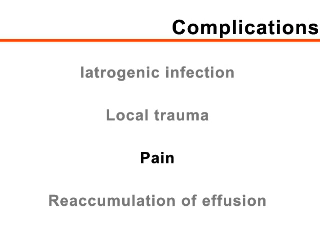 Complications
Iatrogenic infection
Local trauma
Pain
Reaccumulation of effusion